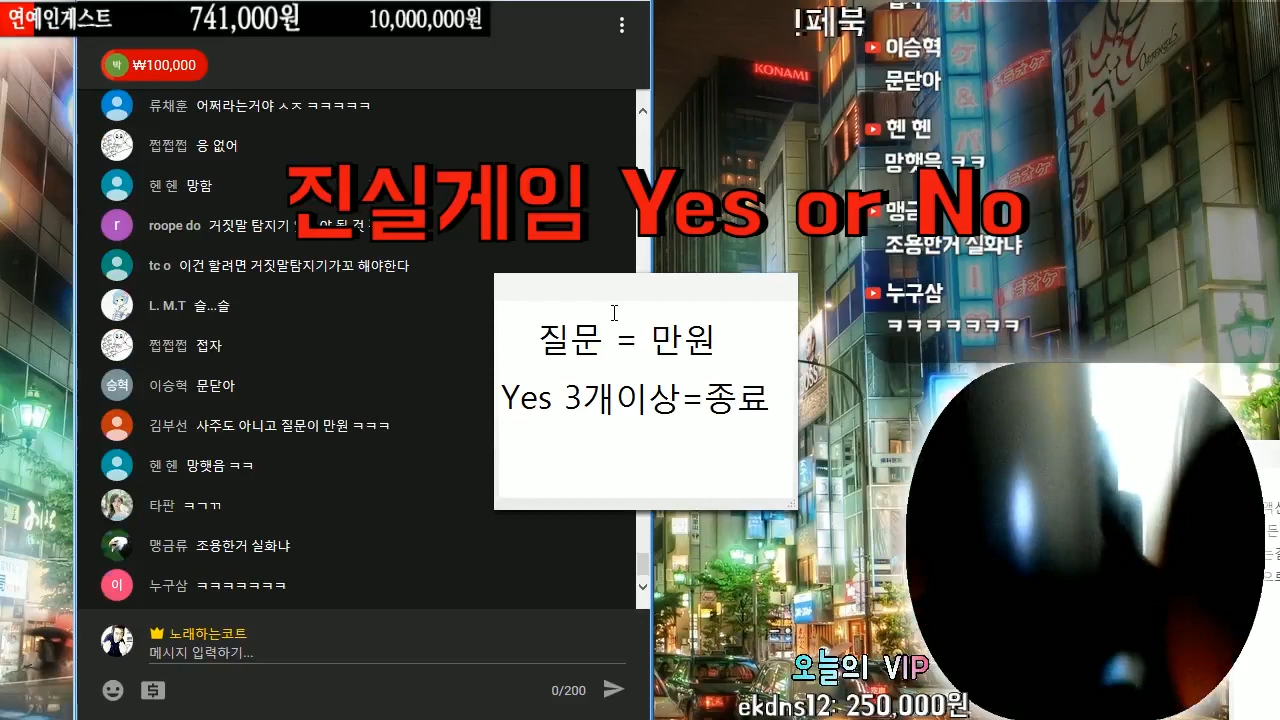 연예인게스트 741,000원 10,000,000원
박 ₩100,000
류채훈 어쩌라는거야 ㅅㅈ ㅋㅋㅋㅋㅋ
쩝쩝쩝 응 없어
헨 헨 망함
r roope do 거짓말 탐지기
tc o 이건 할려면 거짓말탐지기가꼬 해야한다
L. M.T 슬...슬
쩝쩝쩝 접자
승혁 이승혁 문닫아
김부선 사주도 아니고 질문이 만원 ㅋㅋㅋ
헨 헨 망햇음 ㅋㅋ
타판 ㅋㄱㄲ
맹금류 조용한거 실화냐
이 누구삼 ㅋㅋㅋㅋㅋㅋㅋ
노래하는코트
메시지 입력하기...
0/200
진실게임 Yes or No
질문 = 만원
Yes 3개이상=종료
!페북
KONAMI
이승혁
문닫아
헨 헨
망햇음 ㅋㅋ
맹금
조용한거 실화냐
누구삼
ㅋㅋㅋㅋㅋㅋㅋ
오늘의 VIP
ekdns12: 250,000원